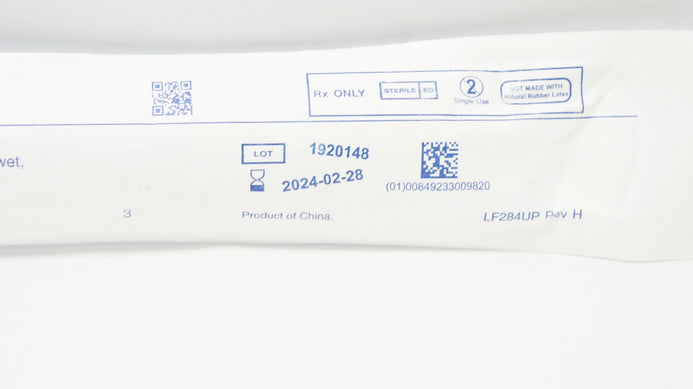 Rx ONLY STERILE EO 2 NOT MADE WITH
Single Use Natural Rubber Latex
wet,
LOT 1920148
2024-02-28
(01)00849233009820
3
Product of China.
LF284UP Rev H